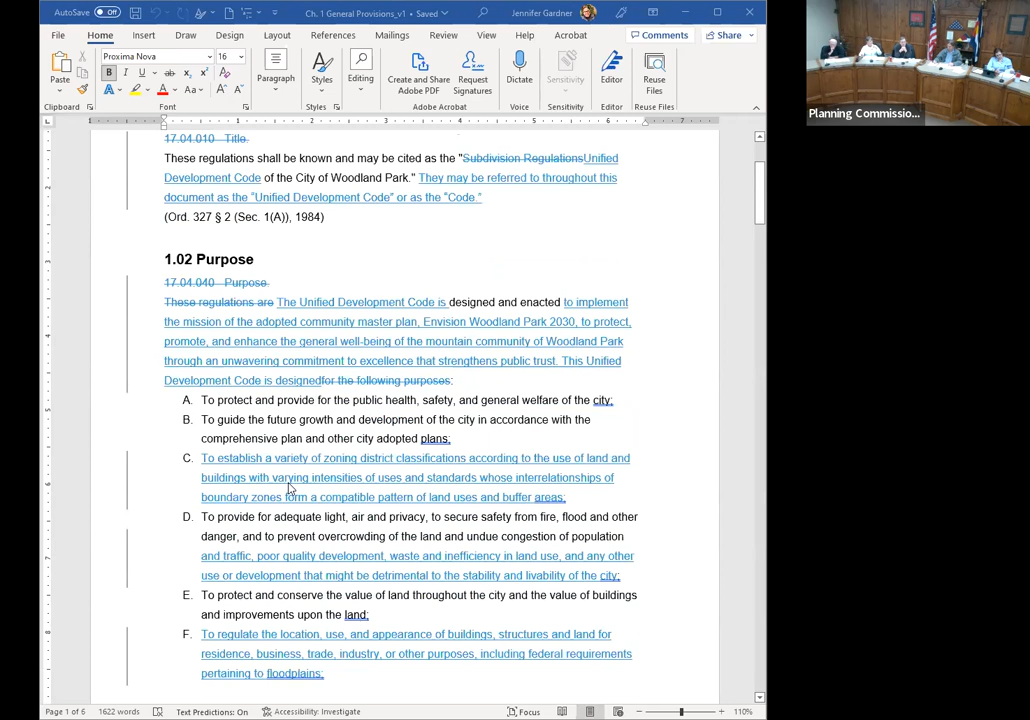 AutoSave Off Ch. 1 General Provisions_v1 • Saved Jennifer Gardner
File Home Insert Draw Design Layout References Mailings Review View Help Acrobat Comments Share
Proxima Nova 16
Paste Paragraph Styles Editing Create and Share Adobe PDF Request Signatures Dictate Sensitivity Editor Reuse Files
Clipboard Font Styles Adobe Acrobat Voice Sensitivity Editor Reuse Files
Planning Commissio...
17.04.010 Title.
These regulations shall be known and may be cited as the "Subdivision RegulationsUnified
Development Code of the City of Woodland Park." They may be referred to throughout this
document as the "Unified Development Code" or as the "Code."
(Ord. 327 § 2 (Sec. 1(A)), 1984)
1.02 Purpose
17.04.040 Purpose.
These regulations are The Unified Development Code is designed and enacted to implement
the mission of the adopted community master plan, Envision Woodland Park 2030, to protect,
promote, and enhance the general well-being of the mountain community of Woodland Park
through an unwavering commitment to excellence that strengthens public trust. This Unified
Development Code is designedfor the following purposes:
A. To protect and provide for the public health, safety, and general welfare of the city;
B. To guide the future growth and development of the city in accordance with the
comprehensive plan and other city adopted plans;
C. To establish a variety of zoning district classifications according to the use of land and
buildings with varying intensities of uses and standards whose interrelationships of
boundary zones form a compatible pattern of land uses and buffer areas;
D. To provide for adequate light, air and privacy, to secure safety from fire, flood and other
danger, and to prevent overcrowding of the land and undue congestion of population
and traffic, poor quality development, waste and inefficiency in land use, and any other
use or development that might be detrimental to the stability and livability of the city;
E. To protect and conserve the value of land throughout the city and the value of buildings
and improvements upon the land;
F. To regulate the location, use, and appearance of buildings, structures and land for
residence, business, trade, industry, or other purposes, including federal requirements
pertaining to floodplains;
Page 1 of 6 1622 words Text Predictions: On Accessibility: Investigate Focus 110%